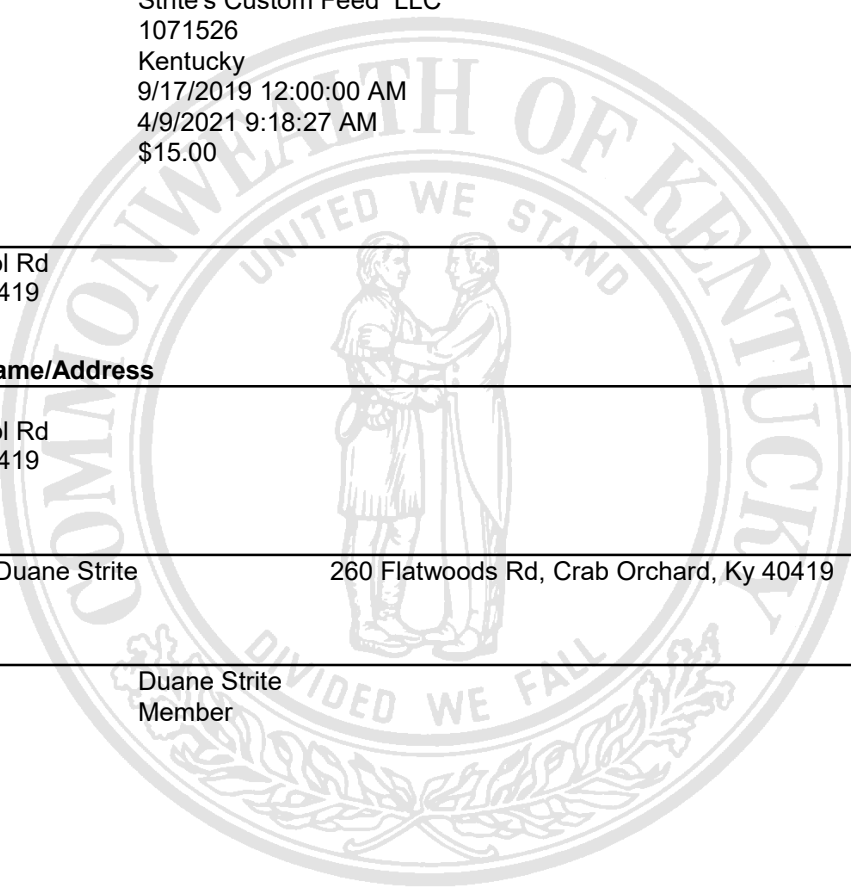 Strite's Custom Feed LLC
1071526
Kentucky
9/17/2019 12:00:00 AM
4/9/2021 9:18:27 AM
$15.00
ol Rd
419
ame/Address
ol Rd
419
Duane Strite 260 Flatwoods Rd, Crab Orchard, Ky 40419
Duane Strite
Member
COMMONWEALTH OF KENTUCKY
UNITED WE STAND
DIVIDED WE FALL